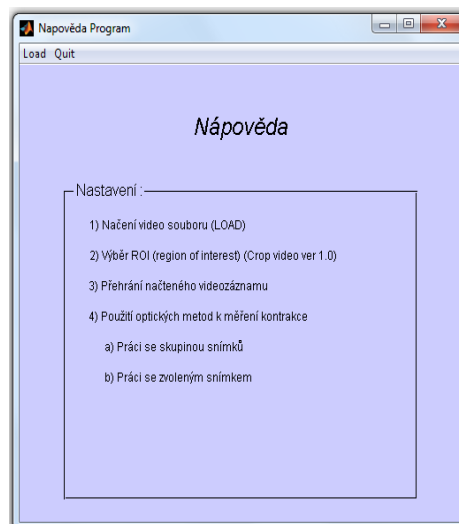 Napověda Program
Load Quit
Nápověda
Nastavení :
1) Načení video souboru (LOAD)
2) Výběr ROI (region of interest) (Crop video ver 1.0)
3) Přehrání načteného videozáznamu
4) Použití optických metod k měření kontrakce
a) Práci se skupinou snímků
b) Práci se zvoleným snímkem